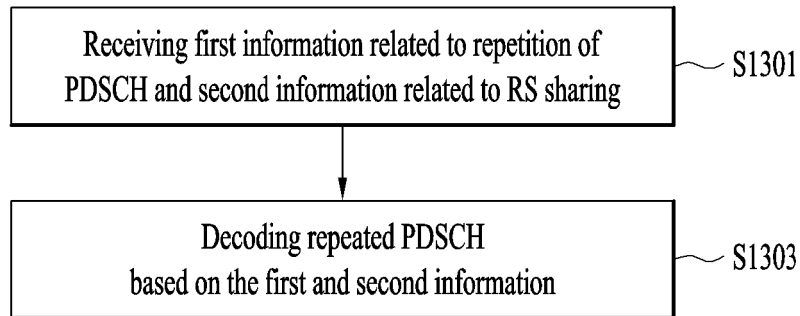 Receiving first information related to repetition of
PDSCH and second information related to RS sharing
S1301
Decoding repeated PDSCH
based on the first and second information
S1303